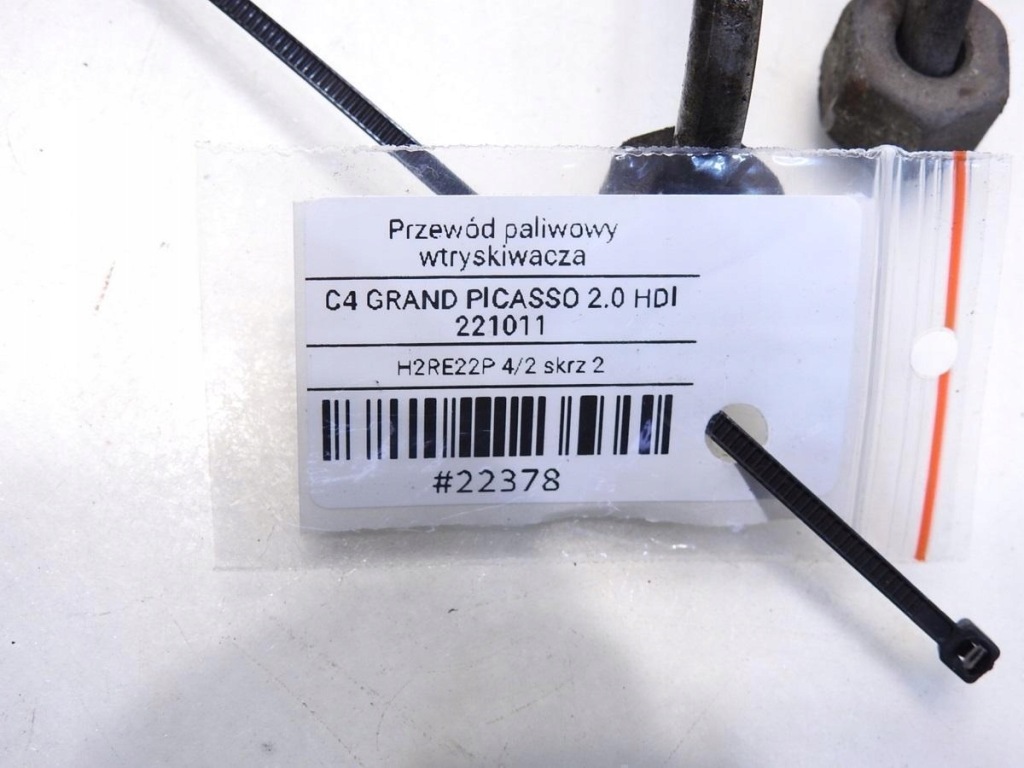 Przewód paliwowy
wtryskiwacza
C4 GRAND PICASSO 2.0 HDI
221011
H2RE22P 4/2 skrz 2
#22378